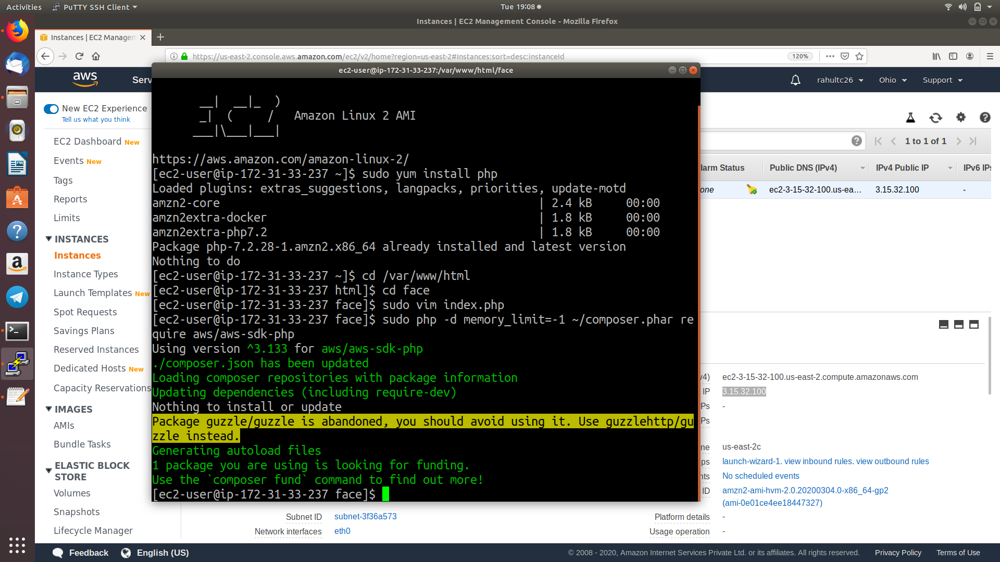 Activities
PuTTY SSH Client
Tue 19:08
Instances | EC2 Management Console - Mozilla Firefox
Instances | EC2 Managem
https://us-east-2.console.aws.amazon.com/ec2/v2/home?region=us-east-2#Instances:sort=desc:instanceId
120%
ec2-user@ip-172-31-33-237:/var/www/html/face
aws
Serv
rahultc26
Ohio
Support
New EC2 Experience
Tell us what you think
EC2 Dashboard New
Events New
Tags
Reports
Limits
INSTANCES
Instances
Instance Types
Launch Templates New
Spot Requests
Savings Plans
Reserved Instances
Dedicated Hosts New
Capacity Reservations
IMAGES
AMIs
Bundle Tasks
ELASTIC BLOCK
STORE
Volumes
Snapshots
Lifecycle Manager
__|  __|_  )
_|  (     /   Amazon Linux 2 AMI
___|\___|___|
https://aws.amazon.com/amazon-linux-2/
[ec2-user@ip-172-31-33-237 ~]$ sudo yum install php
Loaded plugins: extras_suggestions, langpacks, priorities, update-motd
amzn2-core | 2.4 kB 00:00
amzn2extra-docker | 1.8 kB 00:00
amzn2extra-php7.2 | 1.8 kB 00:00
Package php-7.2.28-1.amzn2.x86_64 already installed and latest version
Nothing to do
[ec2-user@ip-172-31-33-237 ~]$ cd /var/www/html
[ec2-user@ip-172-31-33-237 html]$ cd face
[ec2-user@ip-172-31-33-237 face]$ sudo vim index.php
[ec2-user@ip-172-31-33-237 face]$ sudo php -d memory_limit=-1 ~/composer.phar re
quire aws/aws-sdk-php
Using version ^3.133 for aws/aws-sdk-php
./composer.json has been updated
Loading composer repositories with package information
Updating dependencies (including require-dev)
Nothing to install or update
Package guzzle/guzzle is abandoned, you should avoid using it. Use guzzlehttp/gu
zzle instead.
Generating autoload files
1 package you are using is looking for funding.
Use the `composer fund` command to find out more!
[ec2-user@ip-172-31-33-237 face]$
1 to 1 of 1
larm Status
Public DNS (IPv4)
IPv4 Public IP
IPv6 IPs
one
ec2-3-15-32-100.us-ea...
3.15.32.100
-
v4) ec2-3-15-32-100.us-east-2.compute.amazonaws.com
IP 3.15.32.100
Ps -
Ps
ne us-east-2c
ps launch-wizard-1. view inbound rules. view outbound rules
nts No scheduled events
ID amzn2-ami-hvm-2.0.20200304.0-x86_64-gp2
(ami-0e01ce4ee18447327)
Subnet ID subnet-3f36a573
Platform details -
Network interfaces eth0
Usage operation -
Feedback
English (US)
© 2008 - 2020, Amazon Internet Services Private Ltd. or its affiliates. All rights reserved.
Privacy Policy
Terms of Use